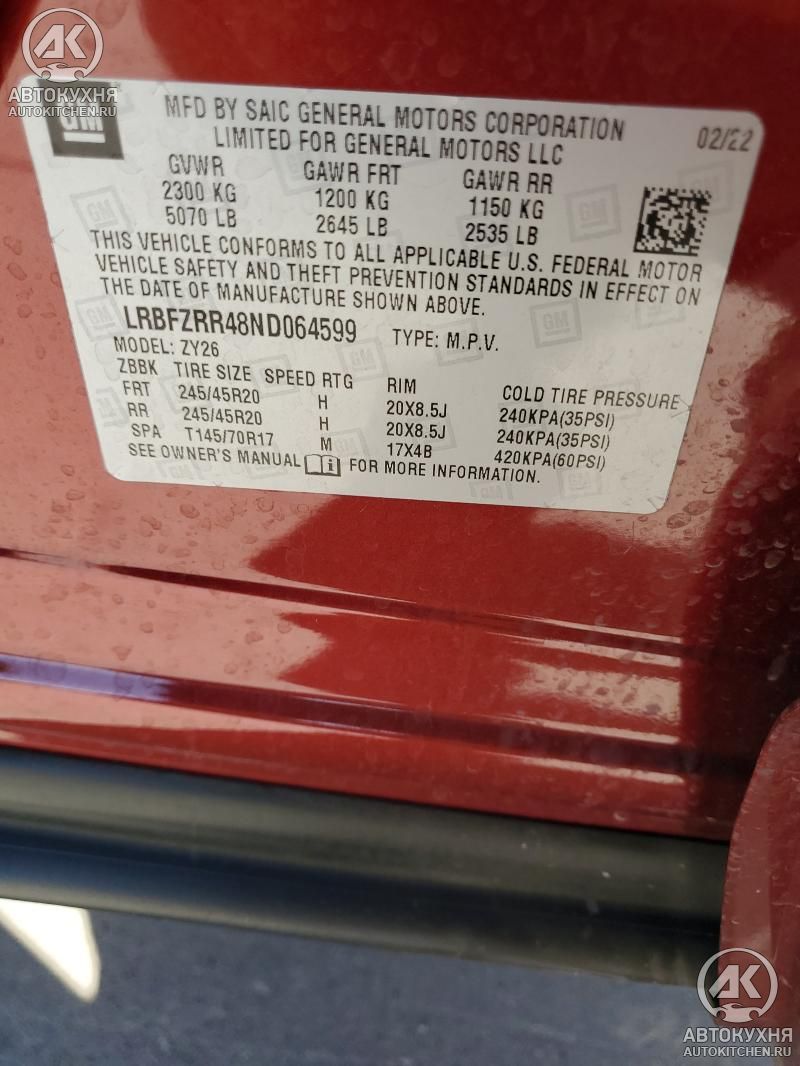 АК
АВТОКУХНЯ
AUTOKITCHEN.RU
GM
MFD BY SAIC GENERAL MOTORS CORPORATION 02/22
LIMITED FOR GENERAL MOTORS LLC
GVWR GAWR FRT GAWR RR
2300 KG 1200 KG 1150 KG
5070 LB 2645 LB 2535 LB
THIS VEHICLE CONFORMS TO ALL APPLICABLE U.S. FEDERAL MOTOR
VEHICLE SAFETY AND THEFT PREVENTION STANDARDS IN EFFECT ON
THE DATE OF MANUFACTURE SHOWN ABOVE.
LRBFZRR48ND064599 TYPE: M.P.V.
MODEL: ZY26
ZBBK TIRE SIZE SPEED RTG RIM COLD TIRE PRESSURE
FRT 245/45R20 H 20X8.5J 240KPA(35PSI)
RR 245/45R20 H 20X8.5J 240KPA(35PSI)
SPA T145/70R17 M 17X4B 420KPA(60PSI)
SEE OWNER'S MANUAL FOR MORE INFORMATION.
АК
АВТОКУХНЯ
AUTOKITCHEN.RU